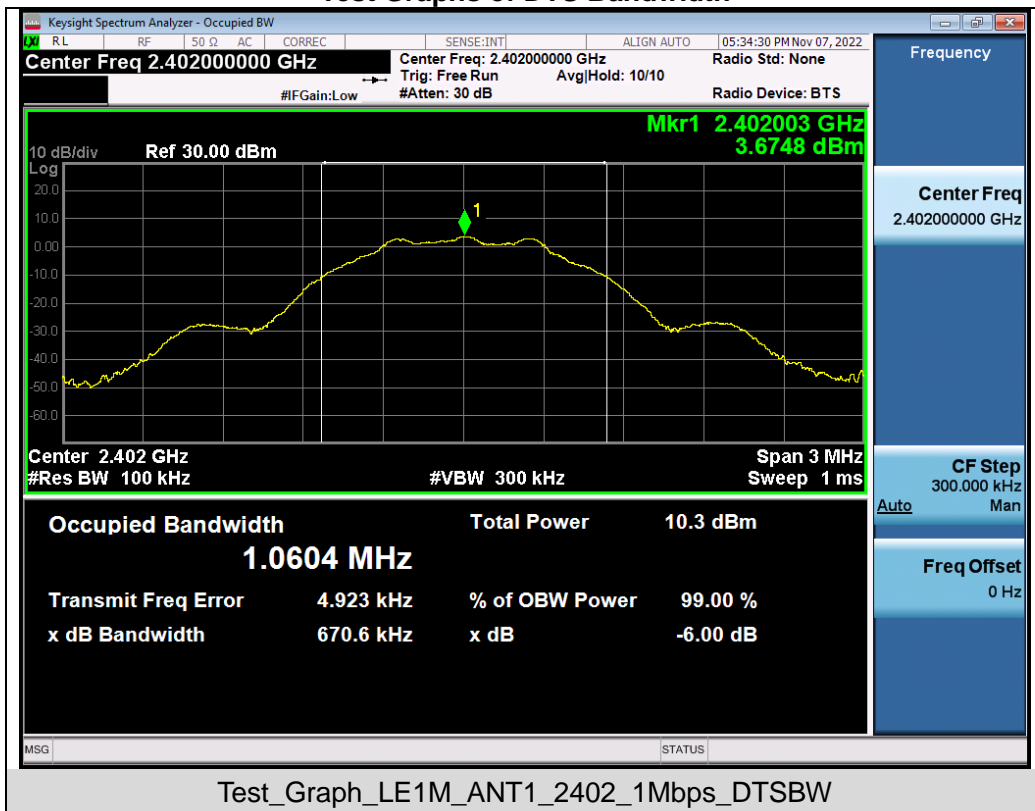 Test Graphs of DTS Bandwidth
Keysight Spectrum Analyzer - Occupied BW
LXI RL RF 50 Ω AC CORREC SENSE:INT ALIGN AUTO 05:34:30 PM Nov 07, 2022
Center Freq 2.402000000 GHz
Center Freq: 2.402000000 GHz
Radio Std: None
Trig: Free Run Avg|Hold: 10/10
#IFGain:Low #Atten: 30 dB Radio Device: BTS
Frequency
Mkr1 2.402003 GHz
3.6748 dBm
10 dB/div Ref 30.00 dBm
Log
20.0
10.0
0.00
-10.0
-20.0
-30.0
-40.0
-50.0
-60.0
1
Center 2.402 GHz Span 3 MHz
#Res BW 100 kHz #VBW 300 kHz Sweep 1 ms
Center Freq
2.402000000 GHz
CF Step
300.000 kHz
Auto Man
Freq Offset
0 Hz
Occupied Bandwidth Total Power 10.3 dBm
1.0604 MHz
Transmit Freq Error 4.923 kHz % of OBW Power 99.00 %
x dB Bandwidth 670.6 kHz x dB -6.00 dB
MSG STATUS
Test_Graph_LE1M_ANT1_2402_1Mbps_DTSBW